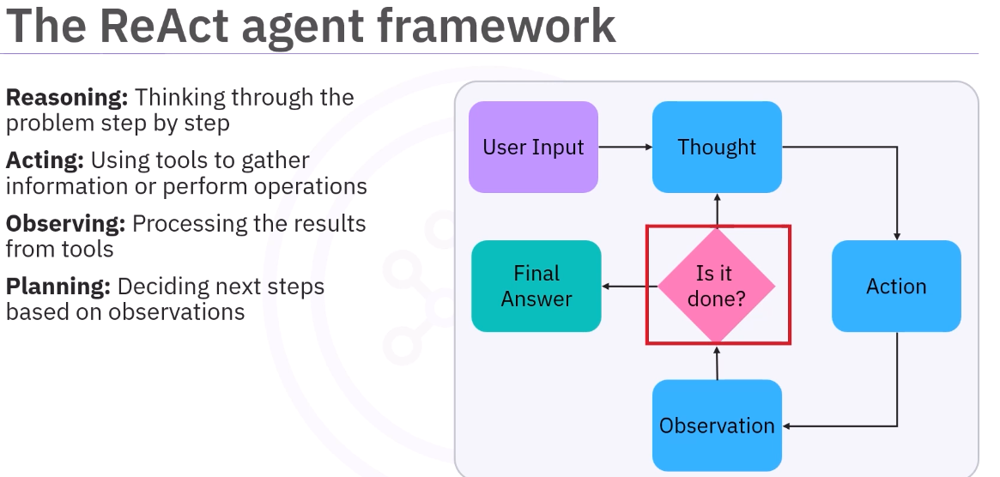 The ReAct agent framework
Reasoning: Thinking through the
problem step by step
Acting: Using tools to gather
information or perform operations
Observing: Processing the results
from tools
Planning: Deciding next steps
based on observations
User Input
Thought
Final
Answer
Is it
done?
Action
Observation